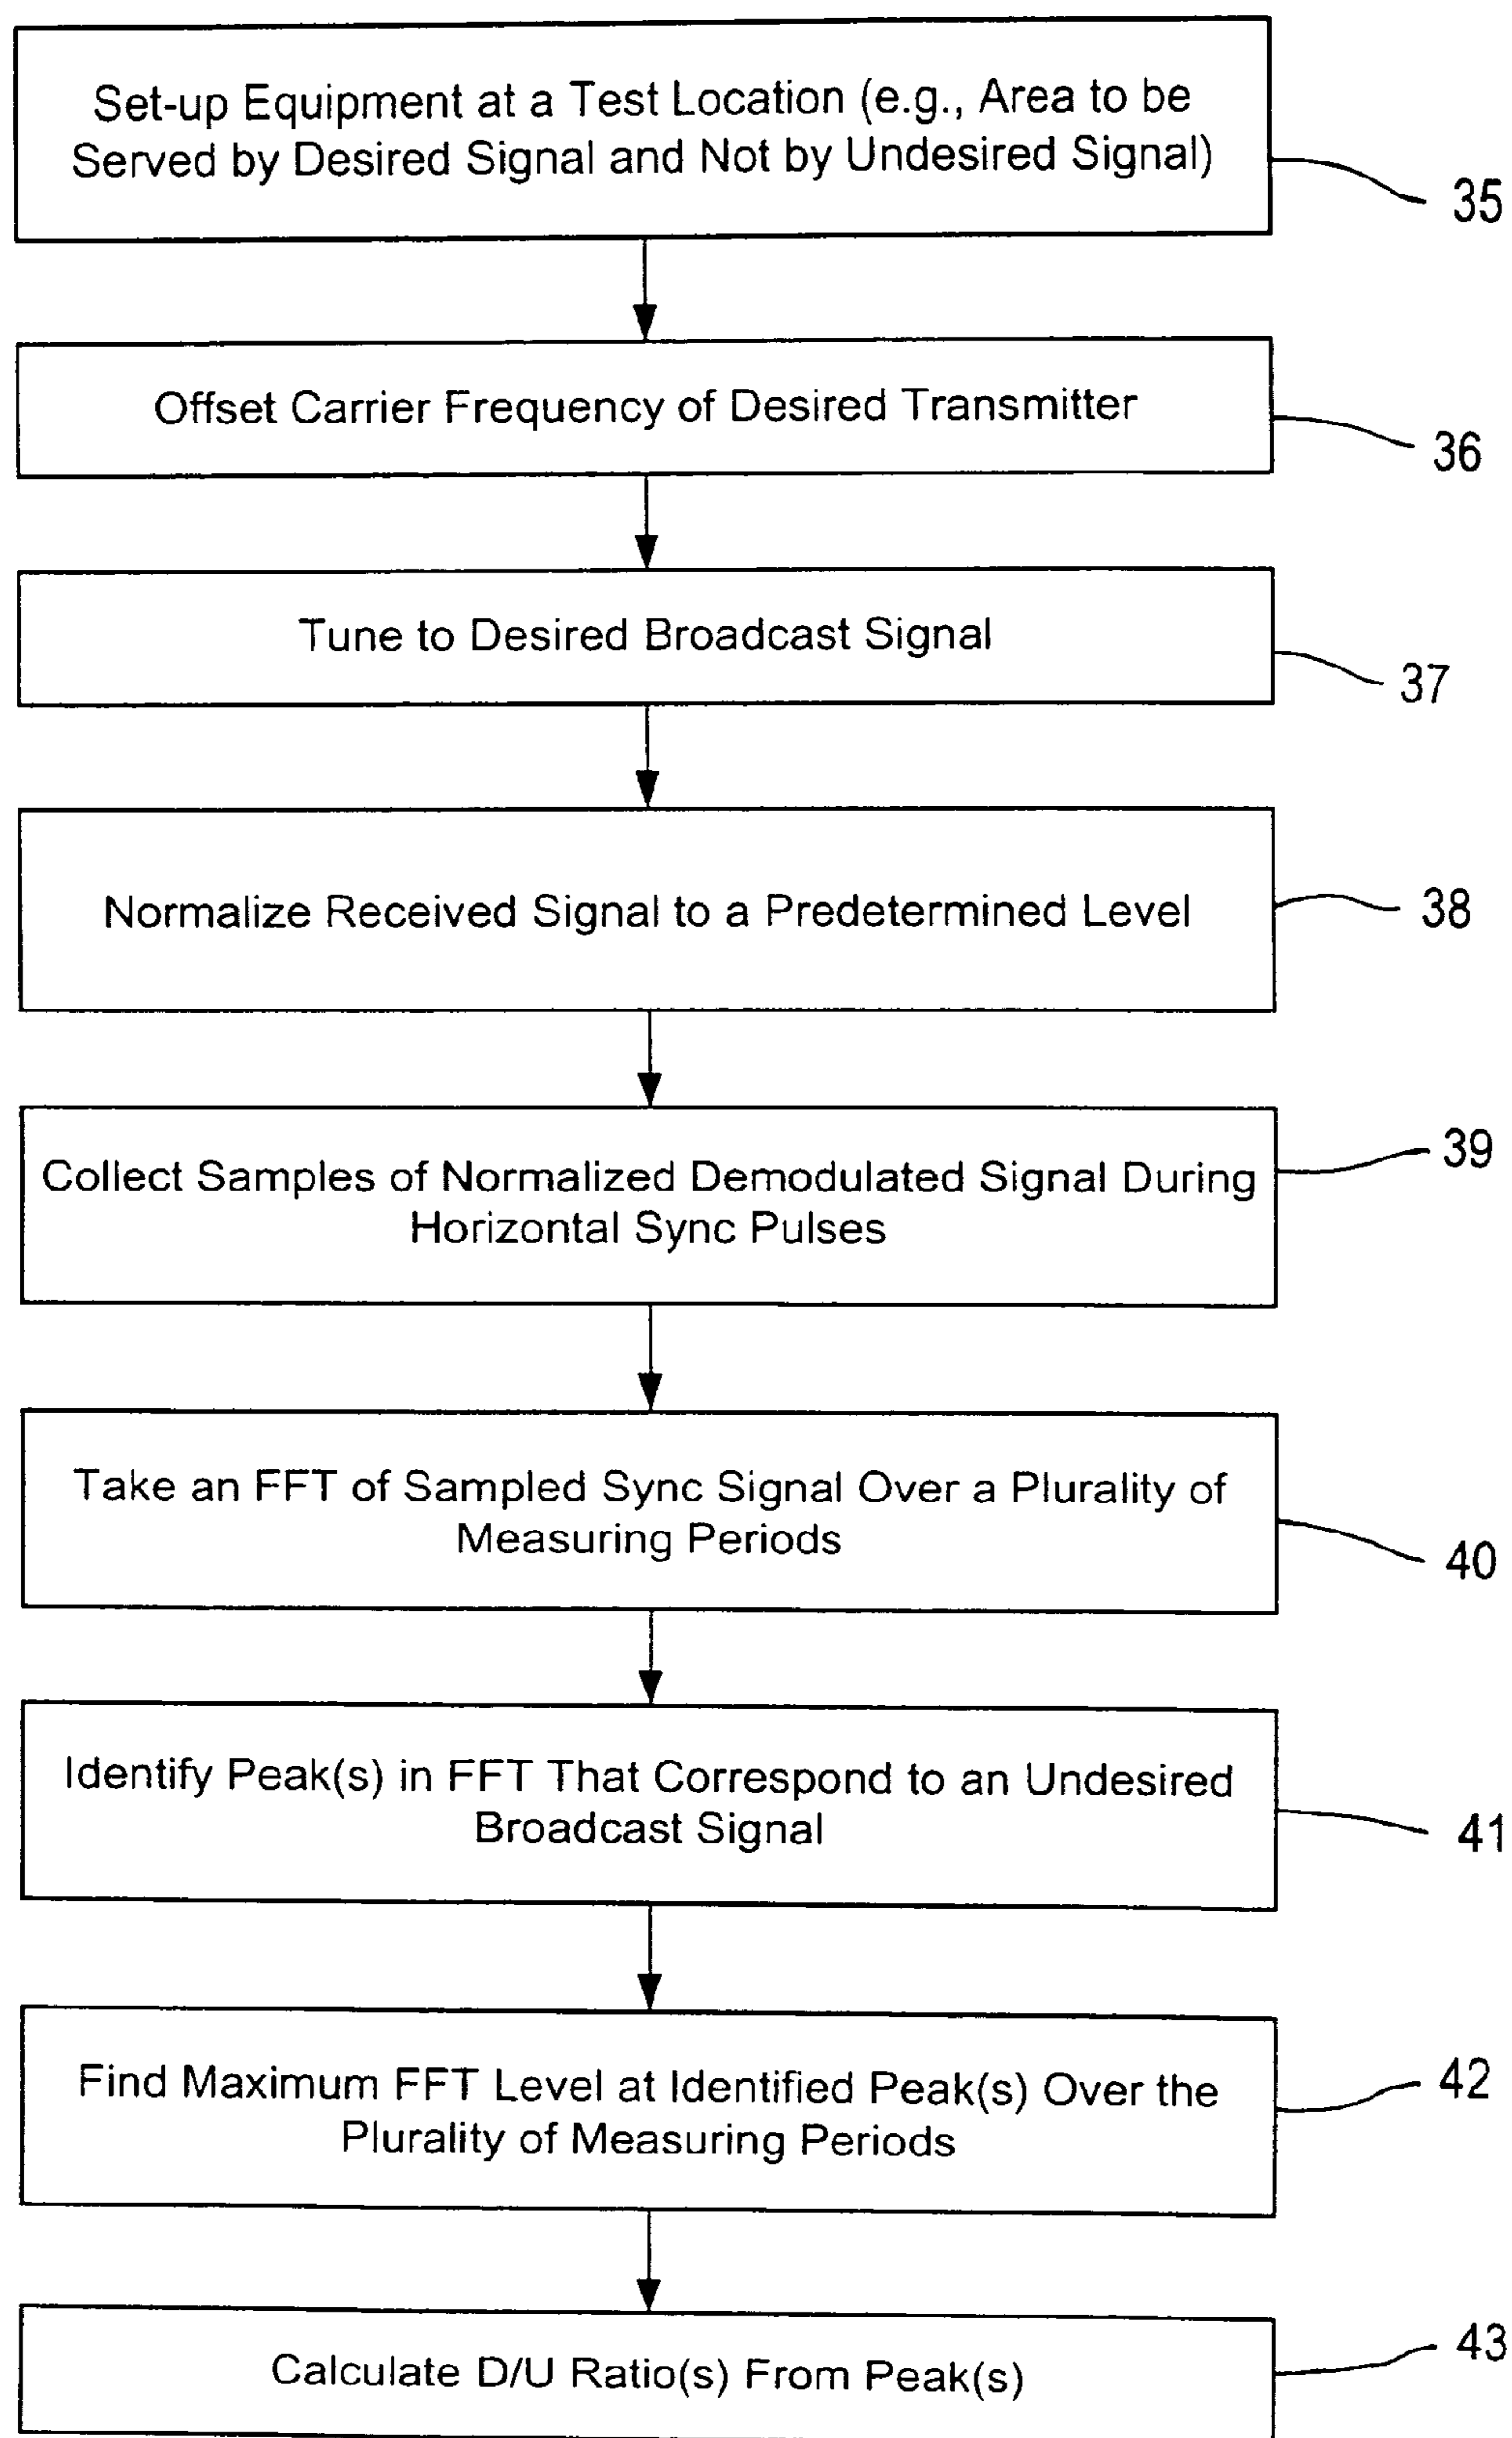 Set-up Equipment at a Test Location (e.g., Area to be
Served by Desired Signal and Not by Undesired Signal)
35
Offset Carrier Frequency of Desired Transmitter
36
Tune to Desired Broadcast Signal
37
Normalize Received Signal to a Predetermined Level
38
Collect Samples of Normalized Demodulated Signal During
Horizontal Sync Pulses
39
Take an FFT of Sampled Sync Signal Over a Plurality of
Measuring Periods
40
Identify Peak(s) in FFT That Correspond to an Undesired
Broadcast Signal
41
Find Maximum FFT Level at Identified Peak(s) Over the
Plurality of Measuring Periods
42
Calculate D/U Ratio(s) From Peak(s)
43